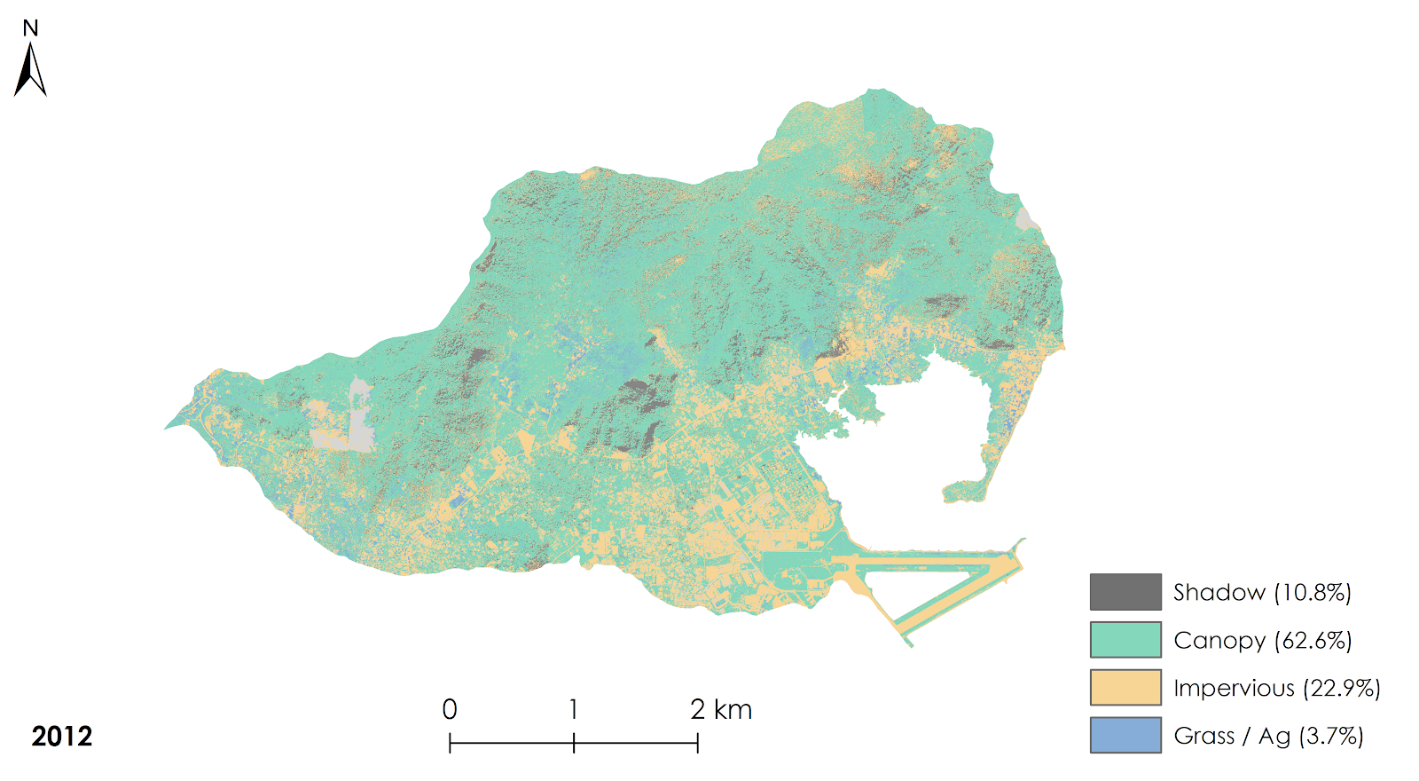 N
Shadow (10.8%)
Canopy (62.6%)
Impervious (22.9%)
Grass / Ag (3.7%)
0 1 2 km
2012